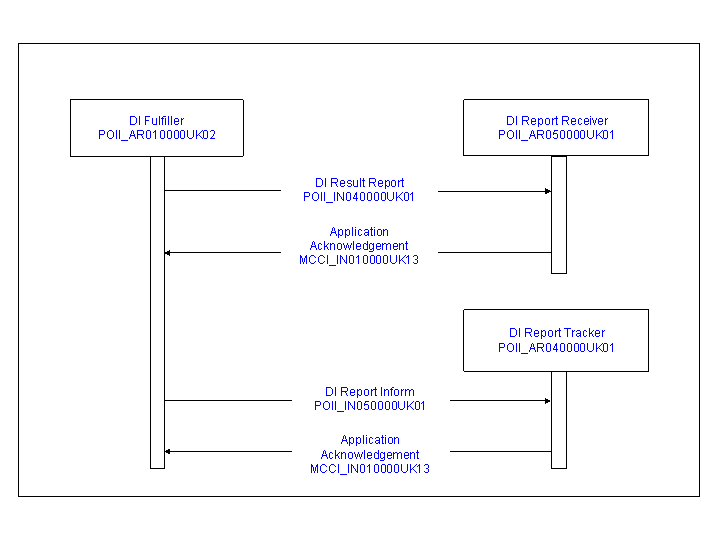 DI Fulfiller
POII_AR010000UK02
DI Report Receiver
POII_AR050000UK01
DI Result Report
POII_IN040000UK01
Application
Acknowledgement
MCCI_IN010000UK13
DI Report Tracker
POII_AR040000UK01
DI Report Inform
POII_IN050000UK01
Application
Acknowledgement
MCCI_IN010000UK13